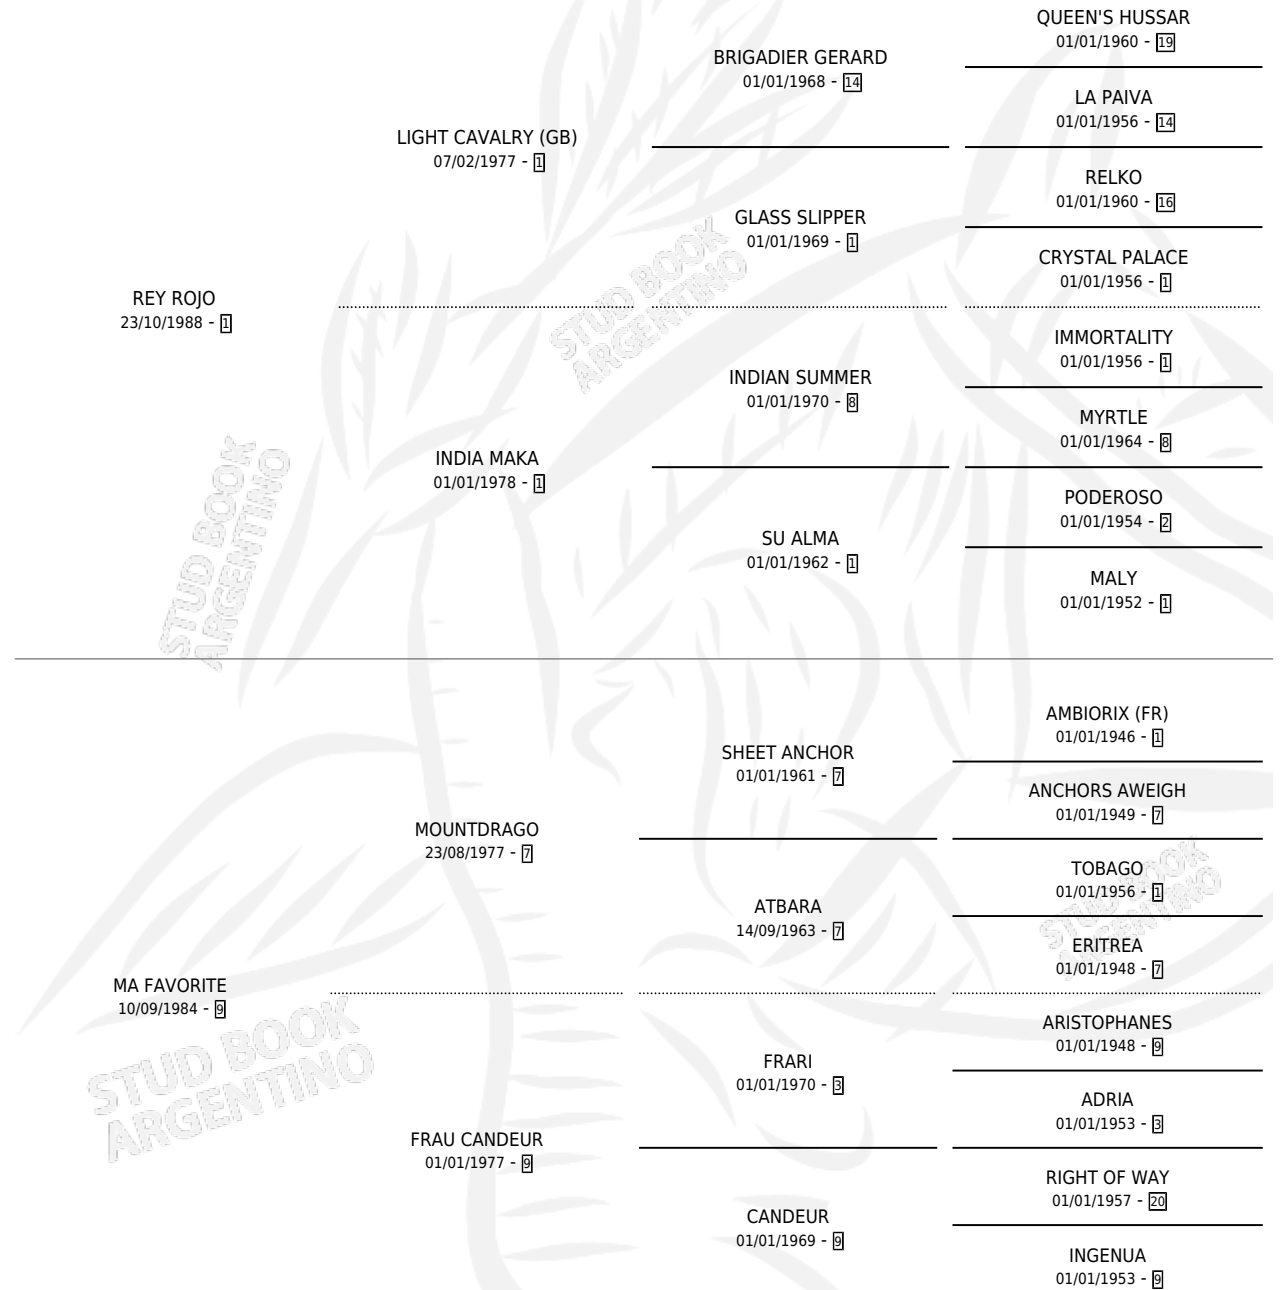 QUEEN'S HUSSAR
01/01/1960 - 19
BRIGADIER GERARD
01/01/1968 - 14
LA PAIVA
01/01/1956 - 14
LIGHT CAVALRY (GB)
07/02/1977 - 1
RELKO
01/01/1960 - 16
GLASS SLIPPER
01/01/1969 - 1
CRYSTAL PALACE
01/01/1956 - 1
STUD BOOK
ARGENTINO
REY ROJO
23/10/1988 - 1
IMMORTALITY
01/01/1956 - 1
INDIAN SUMMER
01/01/1970 - 8
MYRTLE
01/01/1964 - 8
INDIA MAKA
01/01/1978 - 1
PODEROSO
01/01/1954 - 2
SU ALMA
01/01/1962 - 1
MALY
01/01/1952 - 1
STUD BOOK
ARGENTINO
AMBIORIX (FR)
01/01/1946 - 1
SHEET ANCHOR
01/01/1961 - 7
ANCHORS AWEIGH
01/01/1949 - 7
MOUNTDRAGO
23/08/1977 - 7
TOBAGO
01/01/1956 - 1
ATBARA
14/09/1963 - 7
ERITREA
01/01/1948 - 7
STUD BOOK
ARGENTINO
MA FAVORITE
10/09/1984 - 9
ARISTOPHANES
01/01/1948 - 9
FRARI
01/01/1970 - 3
ADRIA
01/01/1953 - 3
STUD BOOK
ARGENTINO
FRAU CANDEUR
01/01/1977 - 9
RIGHT OF WAY
01/01/1957 - 20
CANDEUR
01/01/1969 - 9
INGENUA
01/01/1953 - 9